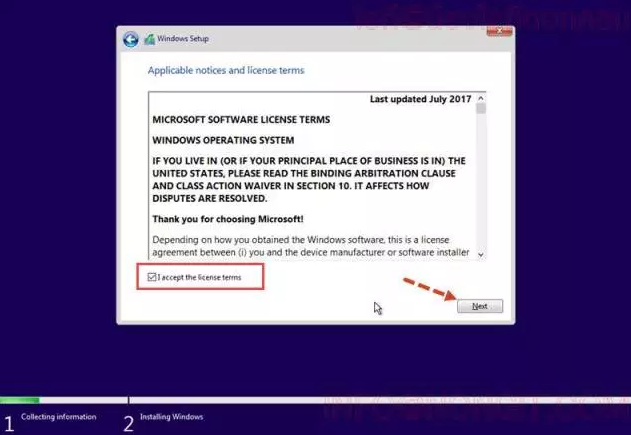 Windows Setup
Applicable notices and license terms
Last updated July 2017
MICROSOFT SOFTWARE LICENSE TERMS
WINDOWS OPERATING SYSTEM
IF YOU LIVE IN (OR IF YOUR PRINCIPAL PLACE OF BUSINESS IS IN) THE
UNITED STATES, PLEASE READ THE BINDING ARBITRATION CLAUSE
AND CLASS ACTION WAIVER IN SECTION 10. IT AFFECTS HOW
DISPUTES ARE RESOLVED.
Thank you for choosing Microsoft!
Depending on how you obtained the Windows software, this is a license
agreement between (i) you and the device manufacturer or software installer
I accept the license terms
Next
1 Collecting information
2 Installing Windows